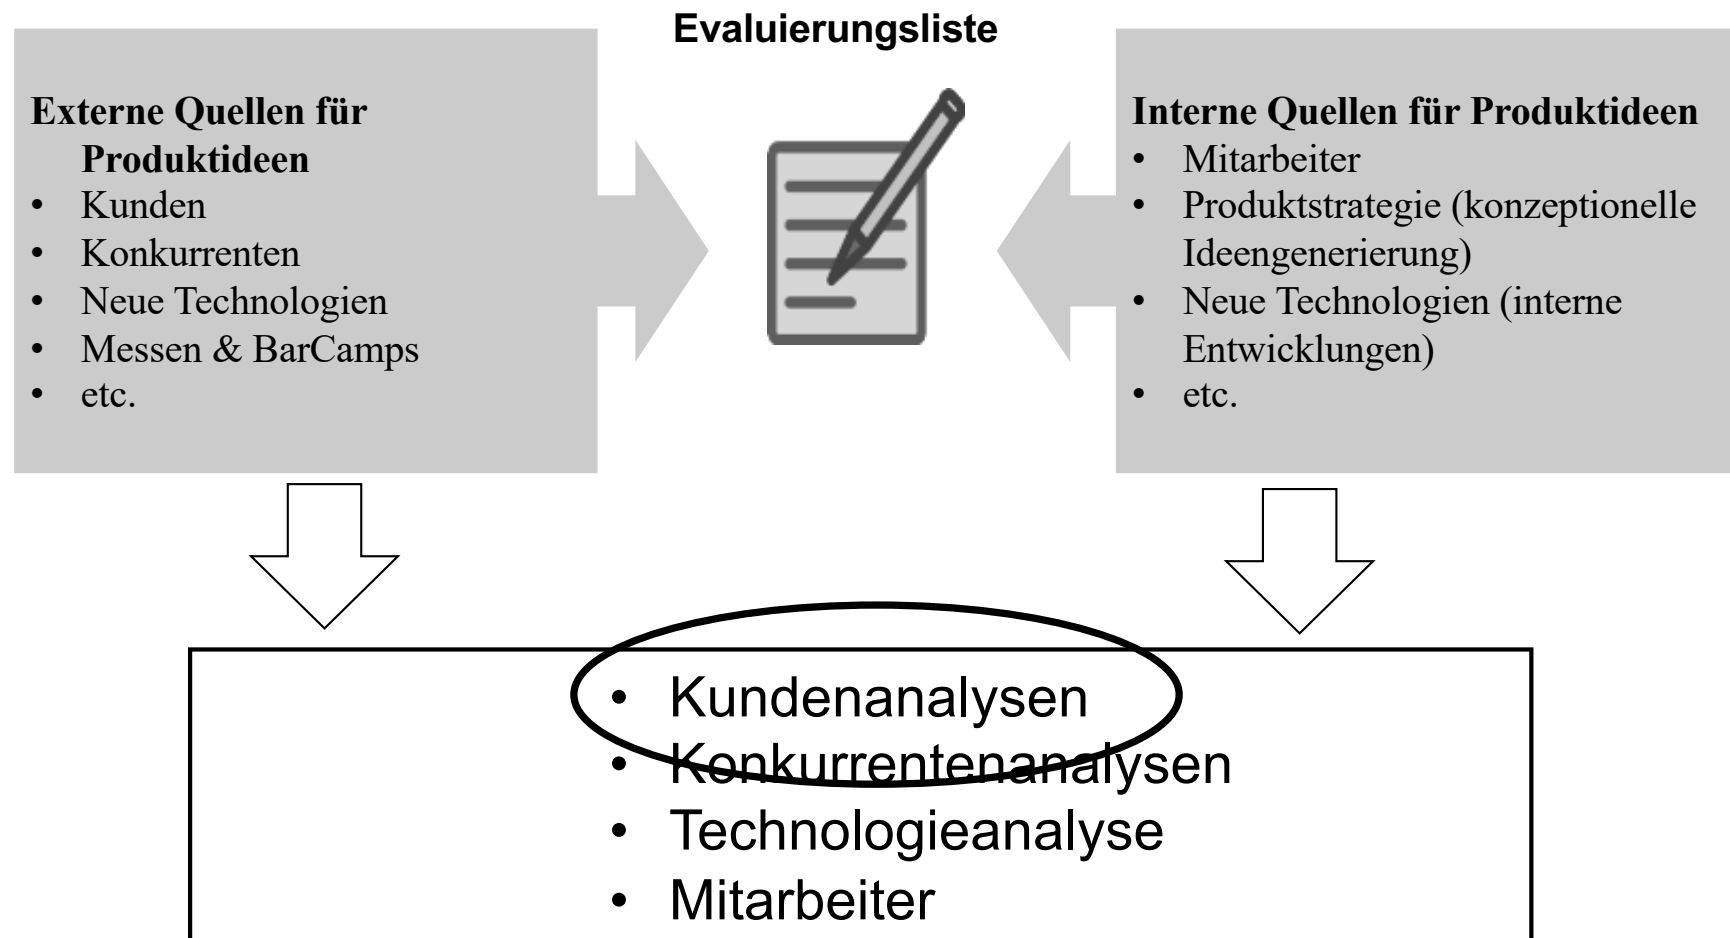 Evaluierungsliste
Externe Quellen für
Produktideen
• Kunden
• Konkurrenten
• Neue Technologien
• Messen & BarCamps
• etc.
Interne Quellen für Produktideen
• Mitarbeiter
• Produktstrategie (konzeptionelle
Ideengenerierung)
• Neue Technologien (interne
Entwicklungen)
• etc.
• Kundenanalysen
• Konkurrentenanalysen
• Technologieanalyse
• Mitarbeiter